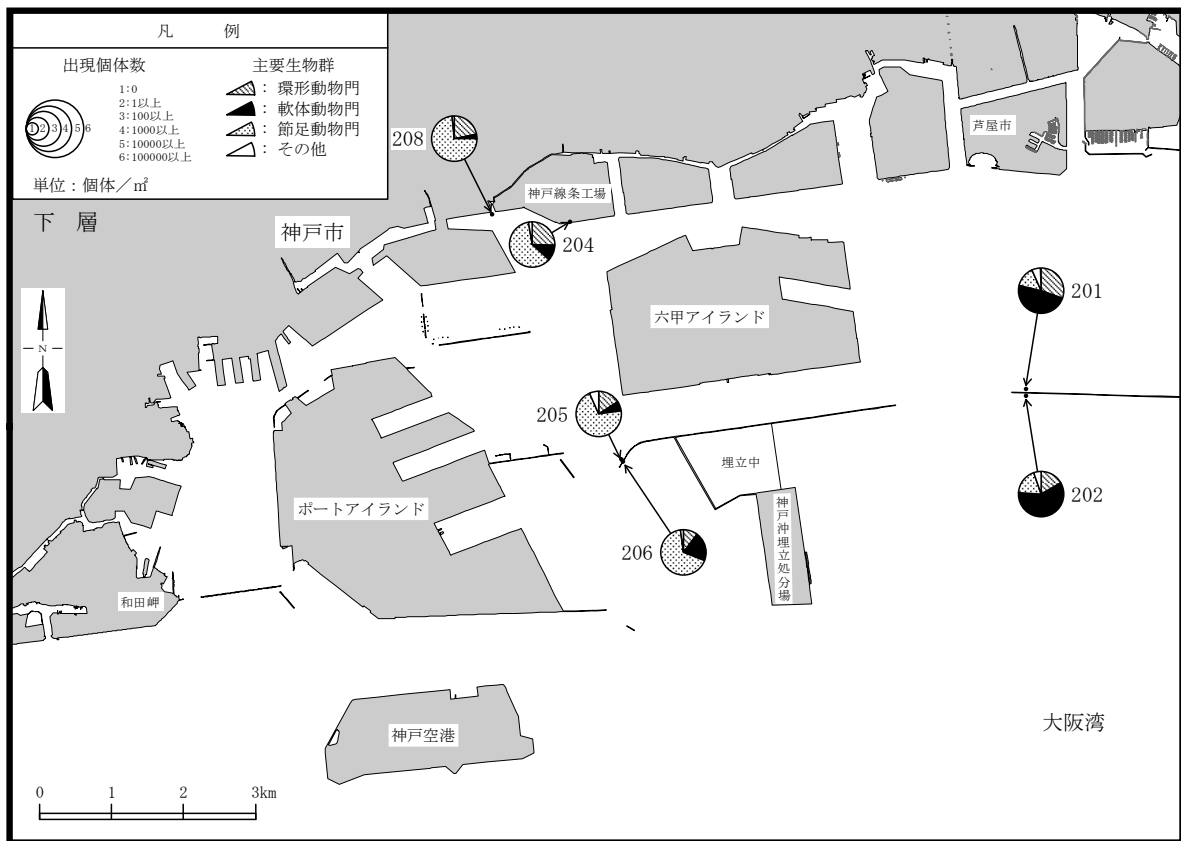 凡 例
出現個体数
1 2 3 4 5 6
1:0
2:1以上
3:100以上
4:1000以上
5:10000以上
6:100000以上
単位:個体/㎡
主要生物群
: 環形動物門
: 軟体動物門
: 節足動物門
: その他
下 層
N
208
神戸線条工場
204
神戸市
芦屋市
六甲アイランド
201
205
埋立中
202
ポートアイランド
神戸沖埋立処分場
206
和田岬
神戸空港
大阪湾
0 1 2 3km